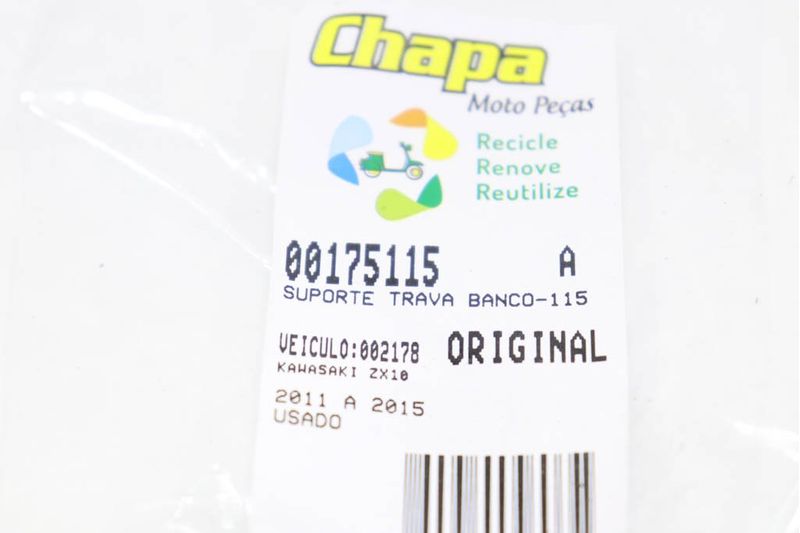 Chapa
Moto Peças
Recicle
Renove
Reutilize
00175115 A
SUPORTE TRAVA BANCO-115
VEICULO:002178 ORIGINAL
KAWASAKI ZX10
2011 A 2015
USADO